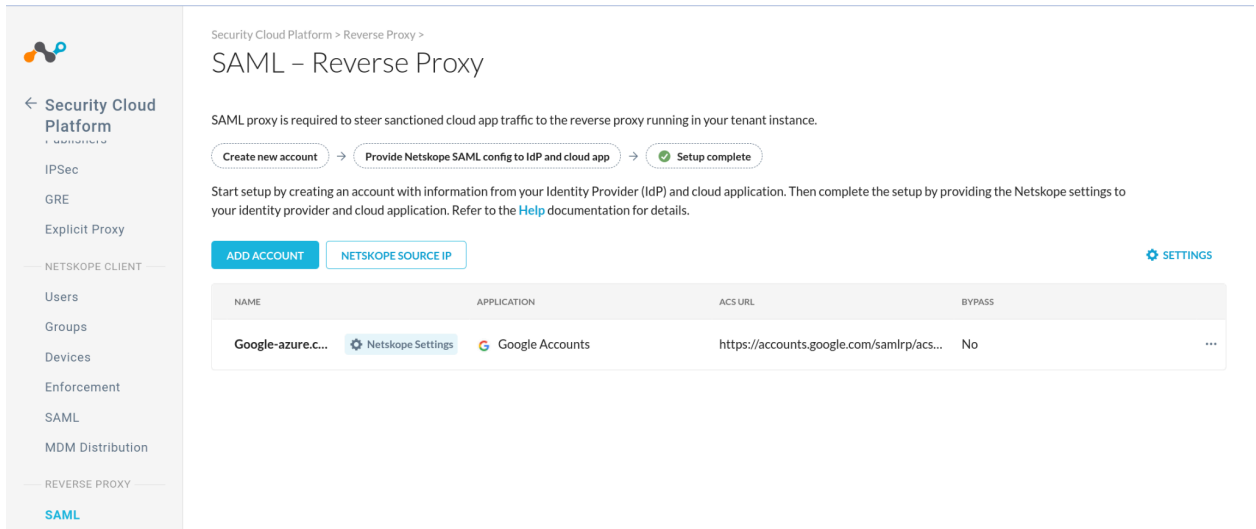 Security Cloud Platform > Reverse Proxy >
SAML – Reverse Proxy
Security Cloud
Platform
Publishers
IPSec
GRE
Explicit Proxy
NETSKOPE CLIENT
Users
Groups
Devices
Enforcement
SAML
MDM Distribution
REVERSE PROXY
SAML
SAML proxy is required to steer sanctioned cloud app traffic to the reverse proxy running in your tenant instance.
Create new account → Provide Netskope SAML config to IdP and cloud app → Setup complete
Start setup by creating an account with information from your Identity Provider (IdP) and cloud application. Then complete the setup by providing the Netskope settings to
your identity provider and cloud application. Refer to the Help documentation for details.
ADD ACCOUNT NETSKOPE SOURCE IP SETTINGS
NAME APPLICATION ACS URL BYPASS
Google-azure.c... Netskope Settings Google Accounts https://accounts.google.com/samlrp/acs... No ...